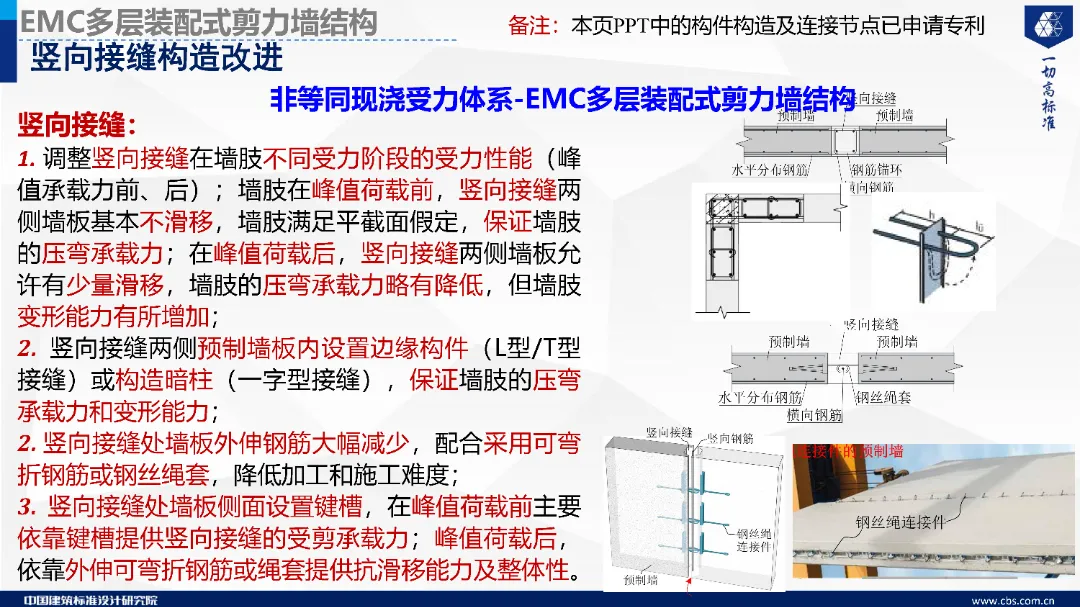 EMC多层装配式剪力墙结构
备注：本页PPT中的构件构造及连接节点已申请专利
竖向接缝构造改进
一切高标准
非等同现浇受力体系-EMC多层装配式剪力墙结构
竖向接缝：
1. 调整竖向接缝在墙肢不同受力阶段的受力性能（峰
值承载力前、后）；墙肢在峰值荷载前，竖向接缝两
侧墙板基本不滑移，墙肢满足平截面假定，保证墙肢
的压弯承载力；在峰值荷载后，竖向接缝两侧墙板允
许有少量滑移，墙肢的压弯承载力略有降低，但墙肢
变形能力有所增加；
2. 竖向接缝两侧预制墙板内设置边缘构件（L型/T型
接缝）或构造暗柱（一字型接缝），保证墙肢的压弯
承载力和变形能力；
2. 竖向接缝处墙板外伸钢筋大幅减少，配合采用可弯
折钢筋或钢丝绳套，降低加工和施工难度；
3. 竖向接缝处墙板侧面设置键槽，在峰值荷载前主要
依靠键槽提供竖向接缝的受剪承载力；峰值荷载后，
依靠外伸可弯折钢筋或绳套提供抗滑移能力及整体性。
竖向接缝
预制墙
预制墙
水平分布钢筋
钢筋锚环
横向钢筋
h
竖向接缝
预制墙
预制墙
水平分布钢筋
钢丝绳套
横向钢筋
竖向接缝
竖向钢筋
钢丝绳
连接件
预制墙
连接件的预制墙
钢丝绳连接件
中国建筑标准设计研究院
www.cbs.com.cn